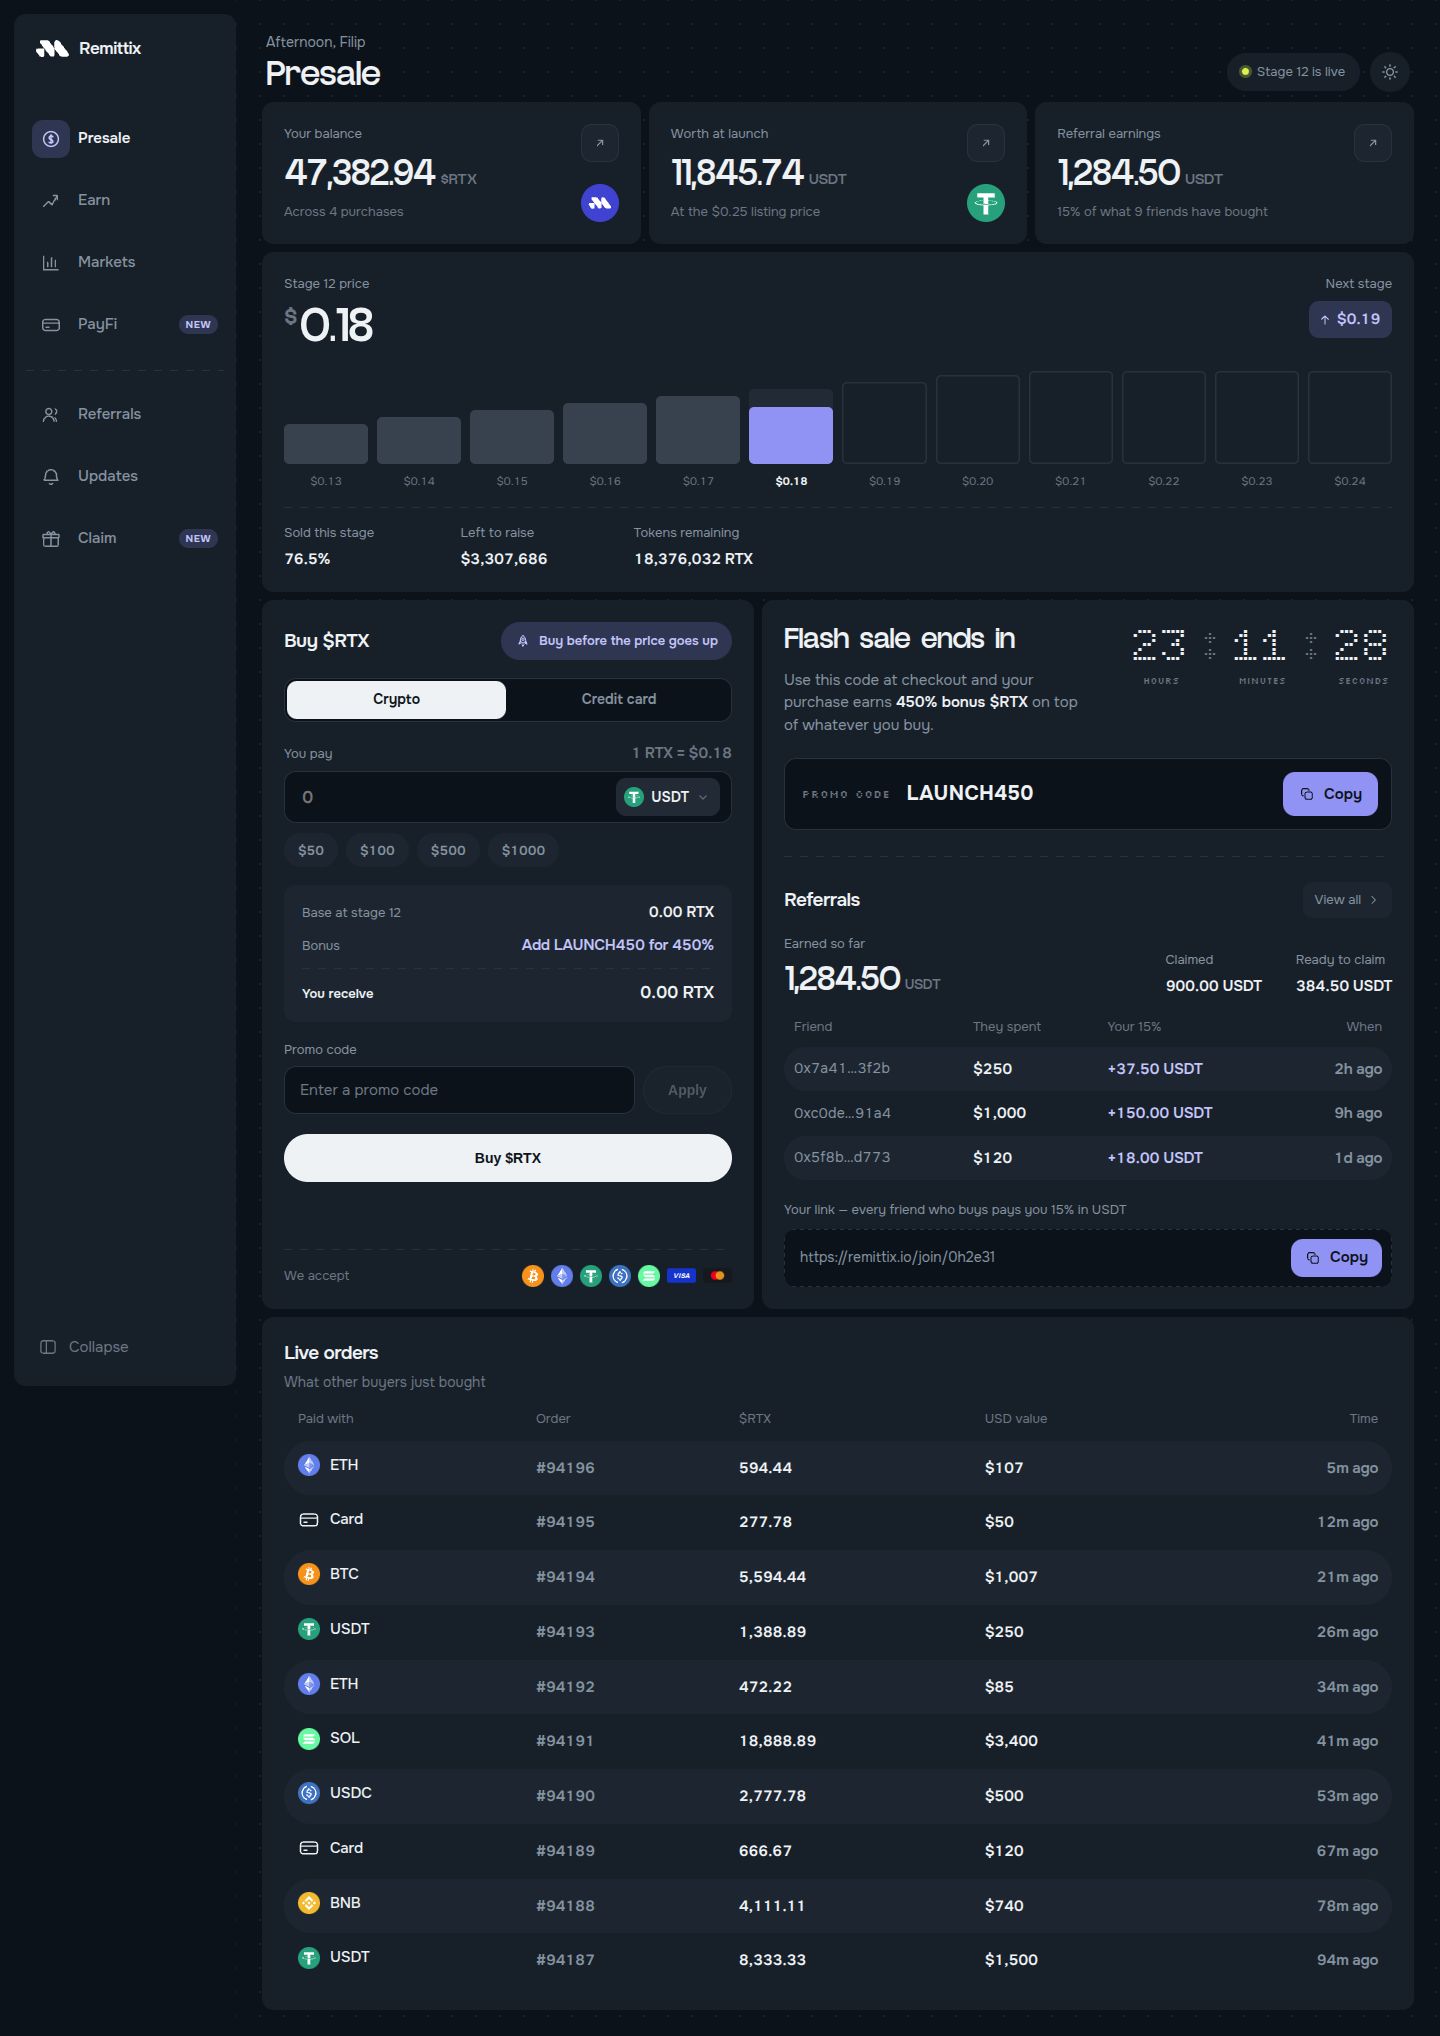 Remittix
Presale
Earn
Markets
PayFi NEW
Referrals
Updates
Claim NEW
Collapse
Afternoon, Filip
Presale
Stage 12 is live
Your balance
47,382.94 $RTX
Across 4 purchases
Worth at launch
11,845.74 USDT
At the $0.25 listing price
Referral earnings
1,284.50 USDT
15% of what 9 friends have bought
Stage 12 price
$0.18
Next stage
↑ $0.19
$0.13 $0.14 $0.15 $0.16 $0.17 $0.18 $0.19 $0.20 $0.21 $0.22 $0.23 $0.24
Sold this stage
76.5%
Left to raise
$3,307,686
Tokens remaining
18,376,032 RTX
Buy $RTX
Buy before the price goes up
Crypto Credit card
You pay 1 RTX = $0.18
0 USDT
$50 $100 $500 $1000
Base at stage 12 0.00 RTX
Bonus Add LAUNCH450 for 450%
You receive 0.00 RTX
Promo code
Enter a promo code Apply
Buy $RTX
We accept VISA
Flash sale ends in
23 : 11 : 28
HOURS MINUTES SECONDS
Use this code at checkout and your
purchase earns 450% bonus $RTX on top
of whatever you buy.
PROMO CODE LAUNCH450 Copy
Referrals View all
Earned so far
1,284.50 USDT
Claimed
900.00 USDT
Ready to claim
384.50 USDT
Friend They spent Your 15% When
0x7a41…3f2b $250 +37.50 USDT 2h ago
0xc0de…91a4 $1,000 +150.00 USDT 9h ago
0x5f8b…d773 $120 +18.00 USDT 1d ago
Your link — every friend who buys pays you 15% in USDT
https://remittix.io/join/0h2e31 Copy
Live orders
What other buyers just bought
Paid with Order $RTX USD value Time
ETH #94196 594.44 $107 5m ago
Card #94195 277.78 $50 12m ago
BTC #94194 5,594.44 $1,007 21m ago
USDT #94193 1,388.89 $250 26m ago
ETH #94192 472.22 $85 34m ago
SOL #94191 18,888.89 $3,400 41m ago
USDC #94190 2,777.78 $500 53m ago
Card #94189 666.67 $120 67m ago
BNB #94188 4,111.11 $740 78m ago
USDT #94187 8,333.33 $1,500 94m ago